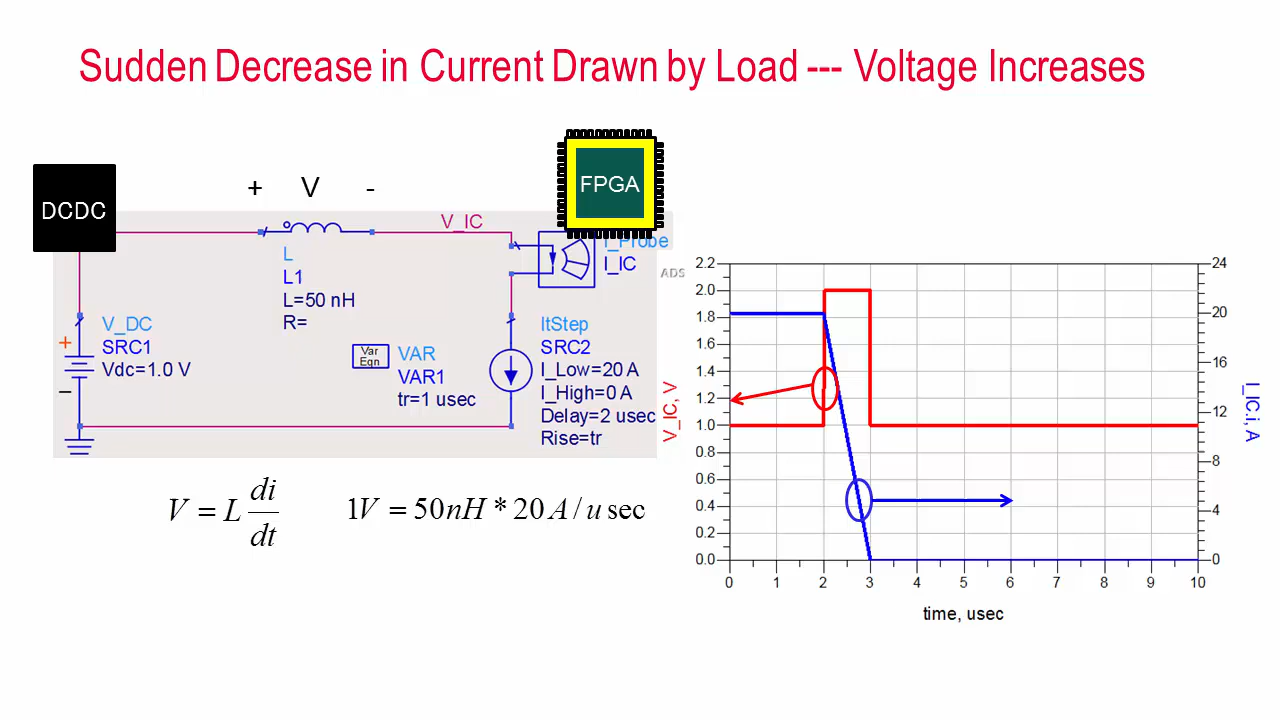 Sudden Decrease in Current Drawn by Load --- Voltage Increases
DCDC
+ V -
FPGA
V_IC
I_Probe
I_IC
L
L1
L=50 nH
R=
ADS
+
V_DC
SRC1
Vdc=1.0 V
Var
Eqn
VAR
VAR1
tr=1 usec
ItStep
SRC2
I_Low=20 A
I_High=0 A
Delay=2 usec
Rise=tr
V = L di/dt
1V = 50nH * 20 A / u sec
2.2
2.0
1.8
1.6
1.4
1.2
1.0
0.8
0.6
0.4
0.2
0.0
V_IC, V
24
20
16
12
8
4
0
I_IC.i, A
0 1 2 3 4 5 6 7 8 9 10
time, usec